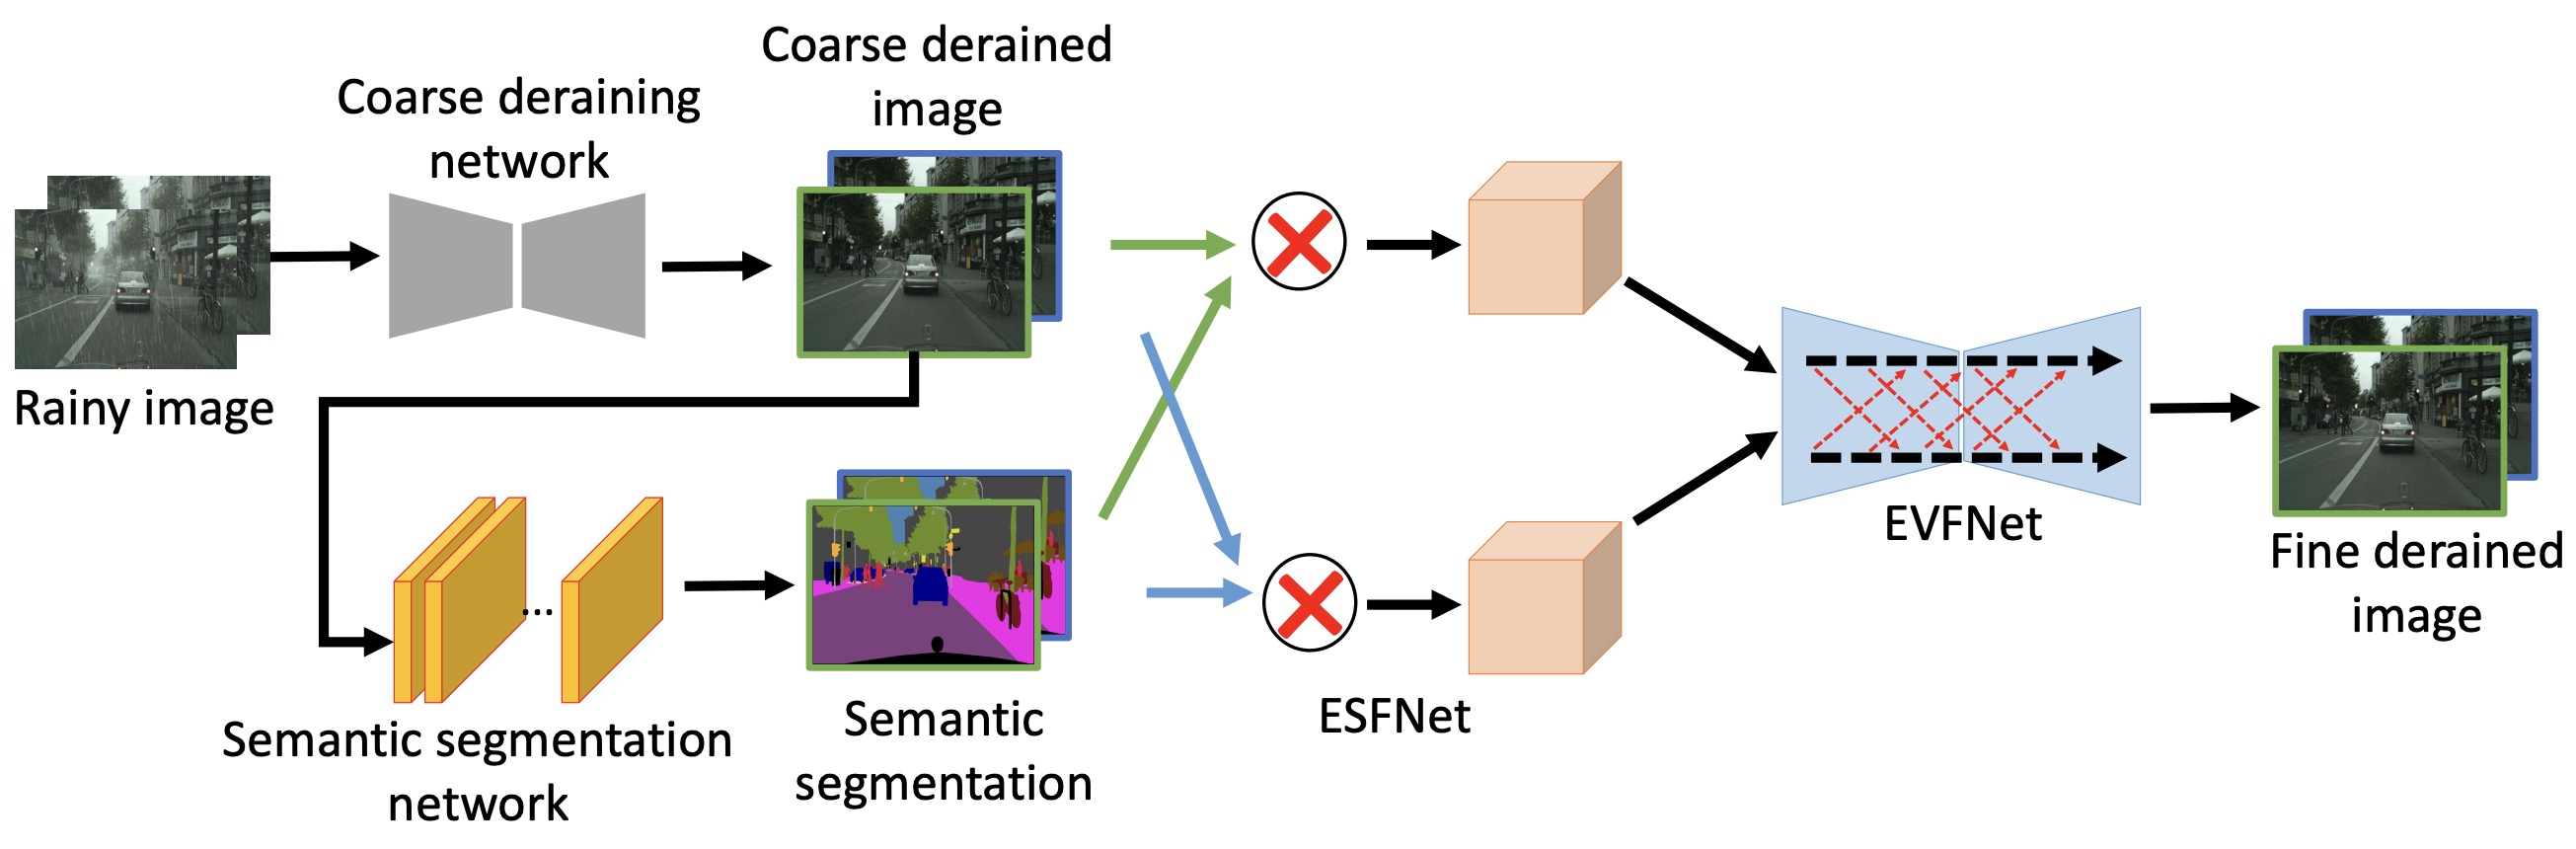 Coarse derained
image
Coarse deraining
network
Rainy image
EVFNet
Fine derained
image
ESFNet
Semantic
segmentation
...
Semantic segmentation
network